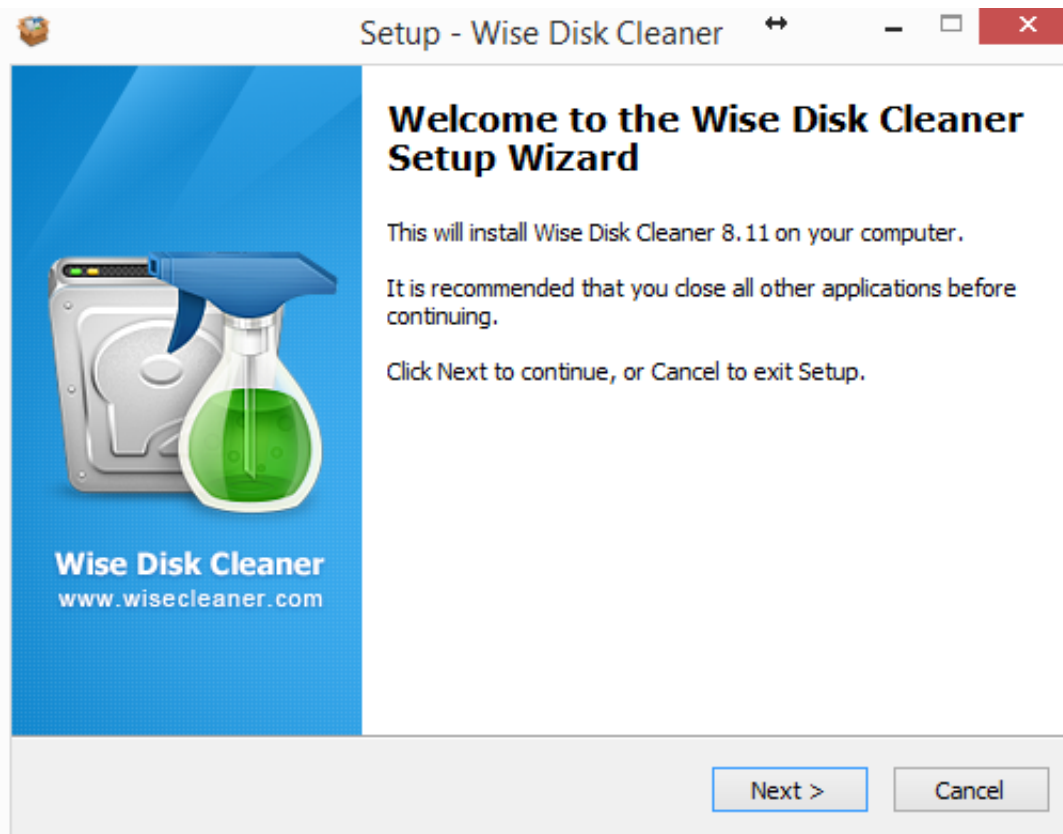 Setup - Wise Disk Cleaner
Welcome to the Wise Disk Cleaner
Setup Wizard
This will install Wise Disk Cleaner 8.11 on your computer.
It is recommended that you close all other applications before
continuing.
Click Next to continue, or Cancel to exit Setup.
Wise Disk Cleaner
www.wisecleaner.com
Next >
Cancel